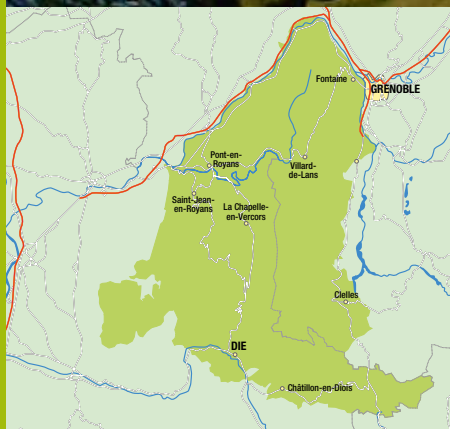 Fontaine
GRENOBLE
Pont-en-
Royans
Villard-
de-Lans
Saint-Jean-
en-Royans
La Chapelle-
en-Vercors
Clelles
DIE
Châtillon-en-Diois